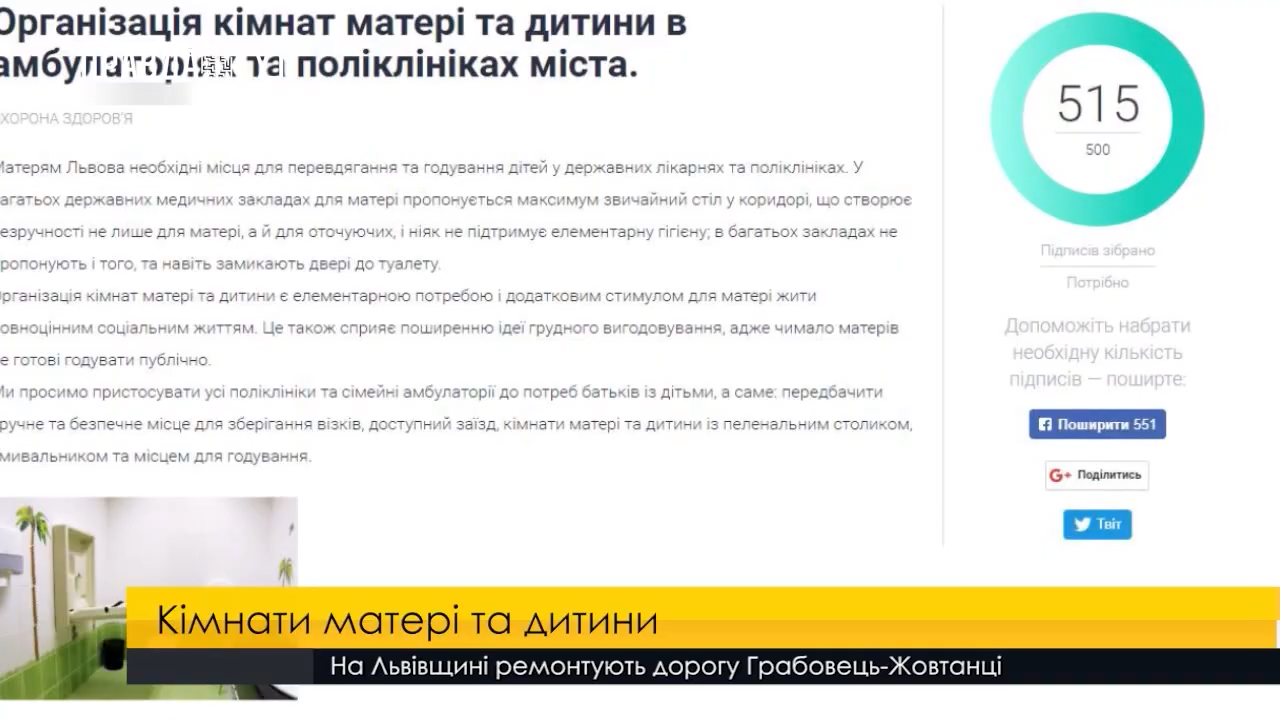 Організація кімнат матері та дитини в
та поліклініках міста.
ХОРОНА ЗДОРОВ'Я
Матерям Львова необхідні місця для перевдягання та годування дітей у державних лікарнях та поліклініках. У
агатьох державних медичних закладах для матері пропонується максимум звичайний стіл у коридорі, що створює
езручності не лише для матері, а й для оточуючих, і ніяк не підтримує елементарну гігієну; в багатьох закладах не
ропонують і того, та навіть замикають двері до туалету.
Організація кімнат матері та дитини є елементарною потребою і додатковим стимулом для матері жити
овноцінним соціальним життям. Це також сприяє поширенню ідеї грудного вигодовування, адже чимало матерів
е готові годувати публічно.
Ми просимо пристосувати усі поліклініки та сімейні амбулаторії до потреб батьків із дітьми, а саме: передбачити
ручне та безпечне місце для зберігання візків, доступний заїзд, кімнати матері та дитини із пеленальним столиком,
мивальником та місцем для годування.
515
500
Підписів зібрано
Потрібно
Допоможіть набрати
необхідну кількість
підписів — поширте:
Поширити 551
G+ Поділитись
Твіт
Кімнати матері та дитини
На Львівщині ремонтують дорогу Грабовець-Жовтанці